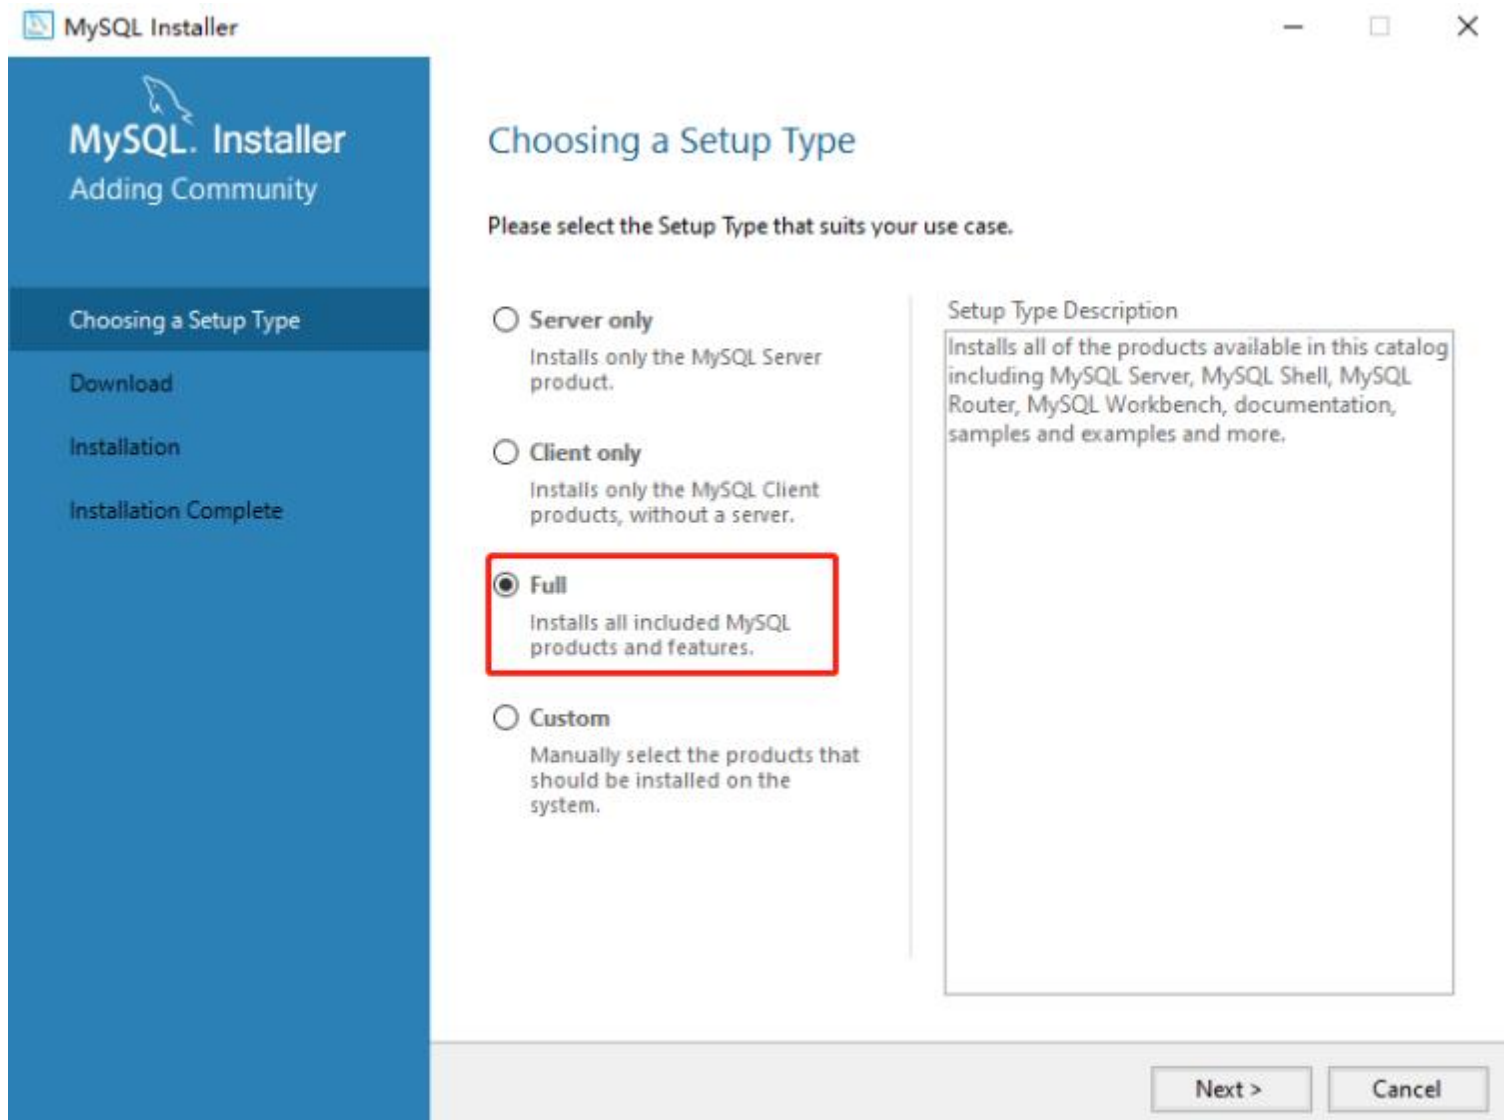 MySQL Installer
MySQL. Installer
Adding Community
Choosing a Setup Type
Download
Installation
Installation Complete
Choosing a Setup Type
Please select the Setup Type that suits your use case.
Server only
Installs only the MySQL Server
product.
Client only
Installs only the MySQL Client
products, without a server.
Full
Installs all included MySQL
products and features.
Custom
Manually select the products that
should be installed on the
system.
Setup Type Description
Installs all of the products available in this catalog
including MySQL Server, MySQL Shell, MySQL
Router, MySQL Workbench, documentation,
samples and examples and more.
Next >
Cancel